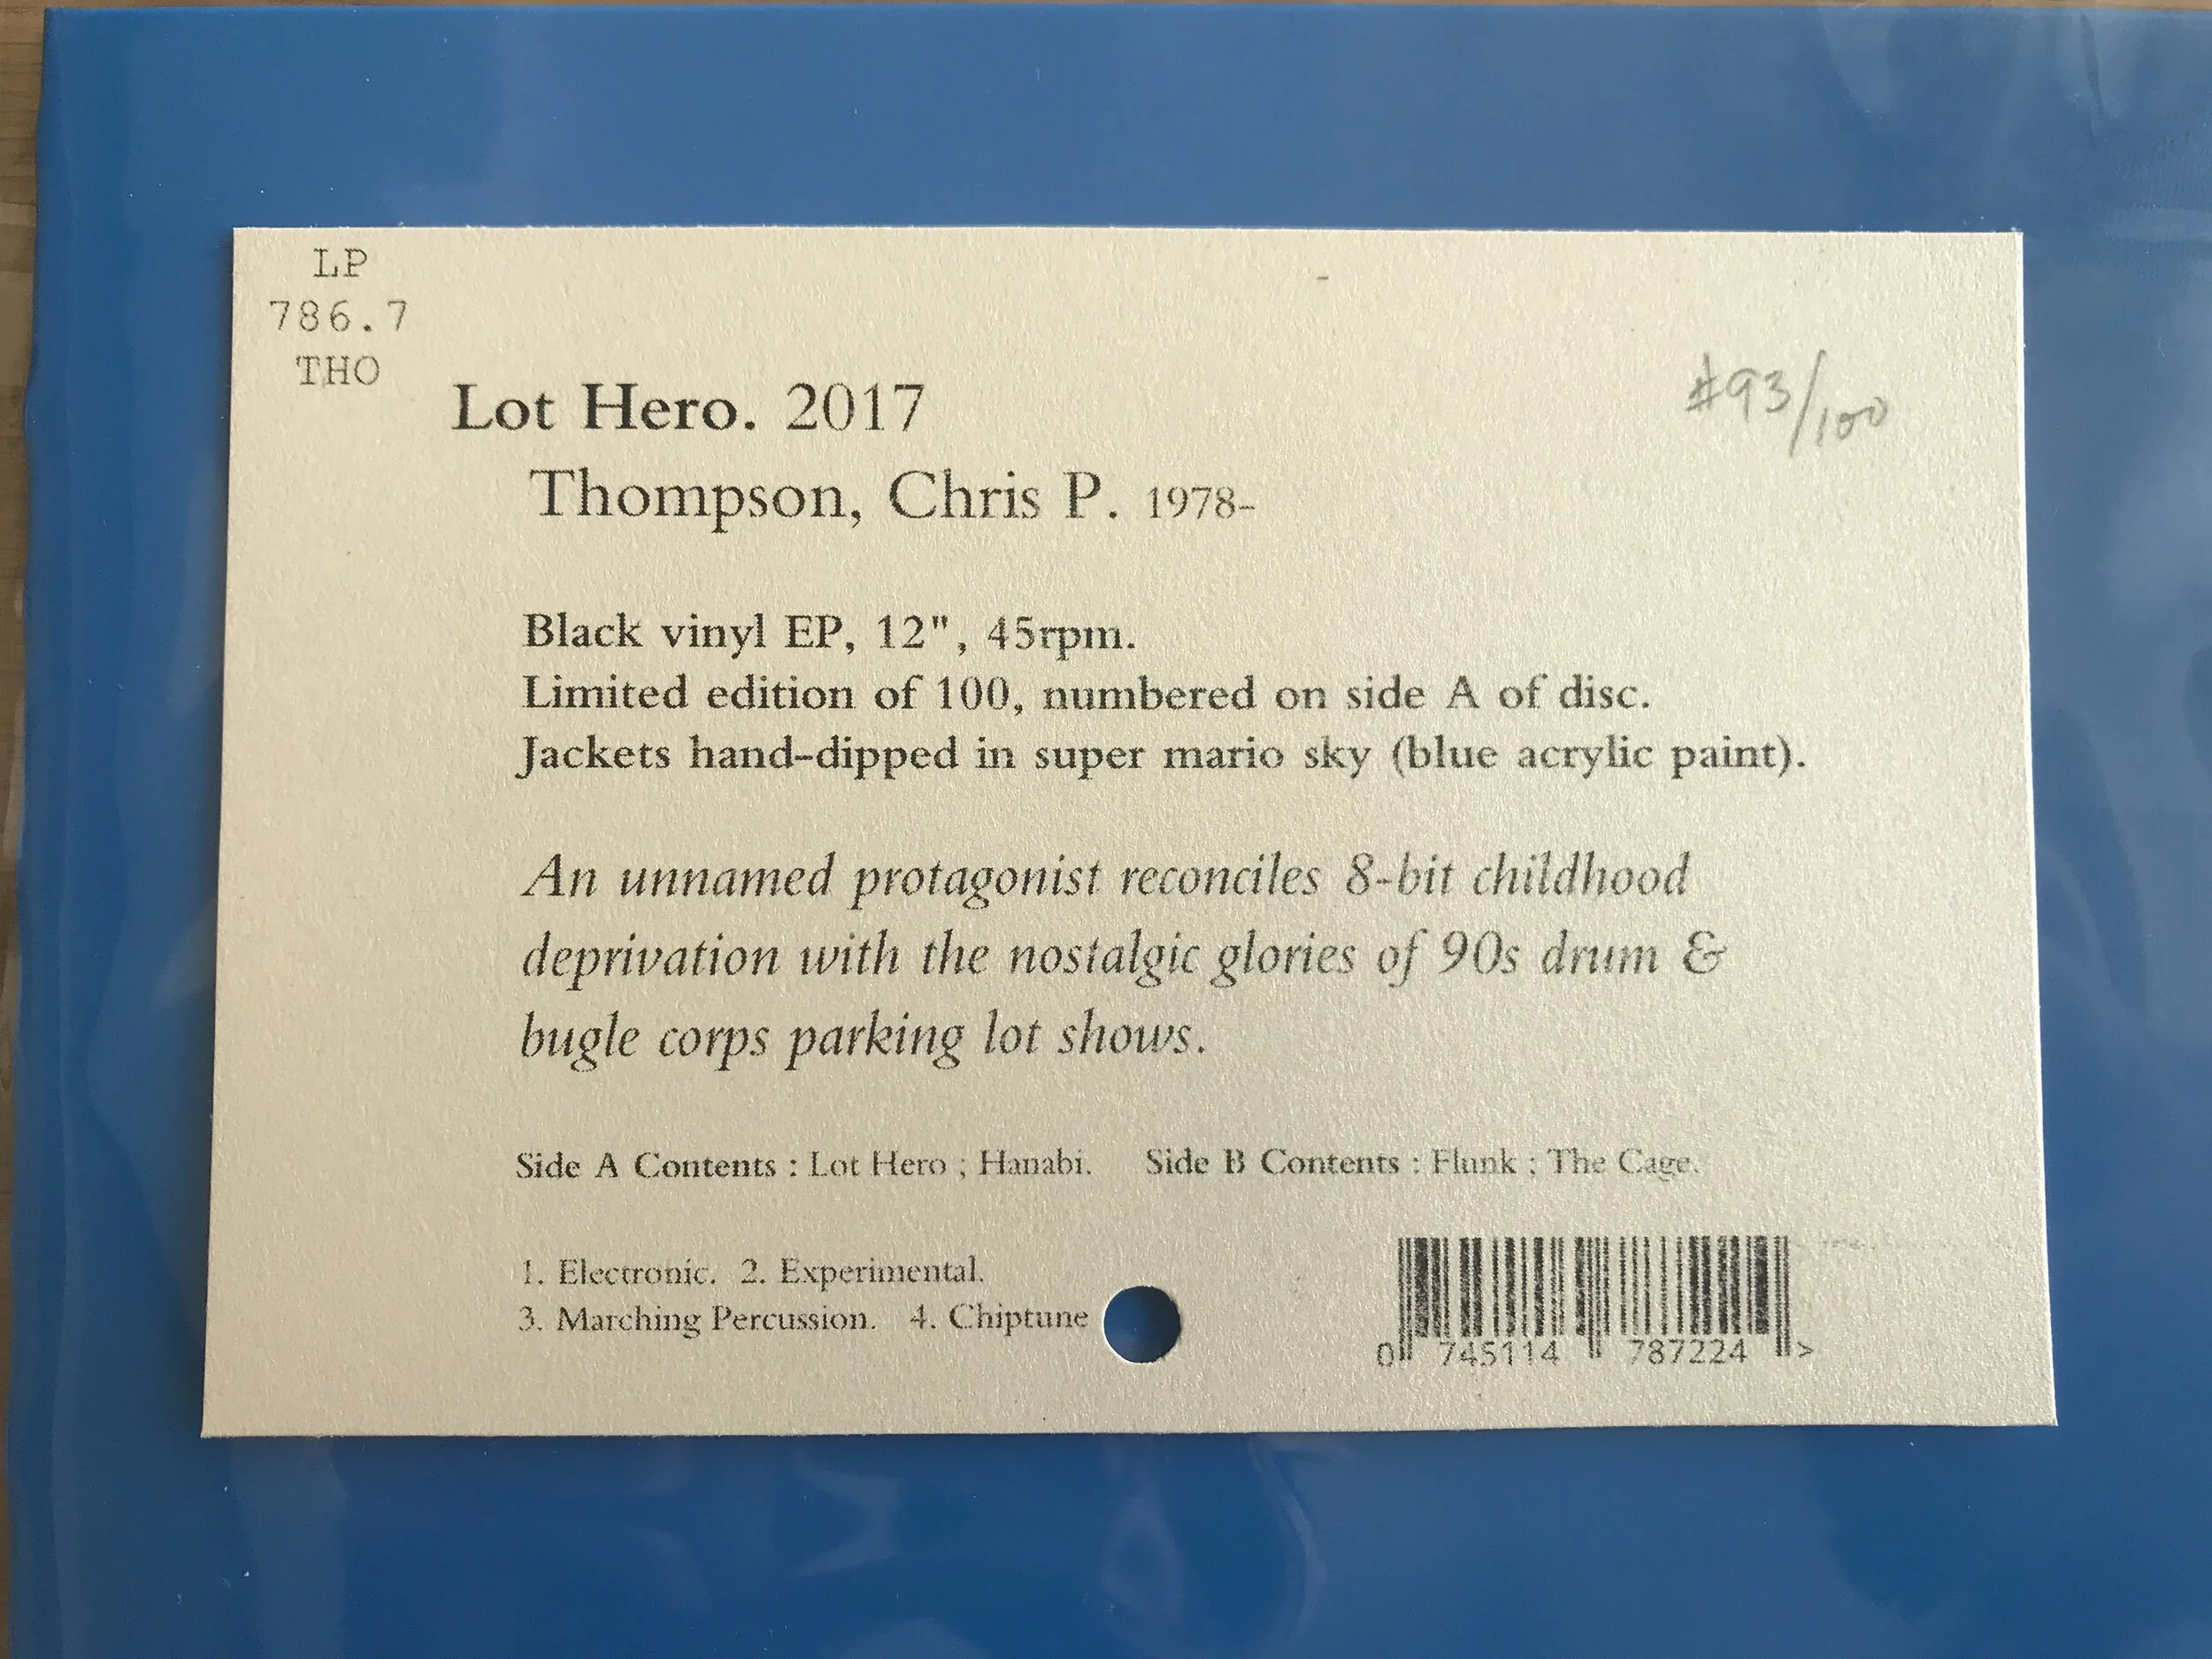 LP
786.7
THO
Lot Hero. 2017
#93/100
Thompson, Chris P. 1978-
Black vinyl EP, 12", 45rpm.
Limited edition of 100, numbered on side A of disc.
Jackets hand-dipped in super mario sky (blue acrylic paint).
An unnamed protagonist reconciles 8-bit childhood
deprivation with the nostalgic glories of 90s drum &
bugle corps parking lot shows.
Side A Contents : Lot Hero ; Hanabi. Side B Contents : Flunk ; The Cage.
1. Electronic. 2. Experimental.
3. Marching Percussion. 4. Chiptune
0 745114 787224 >